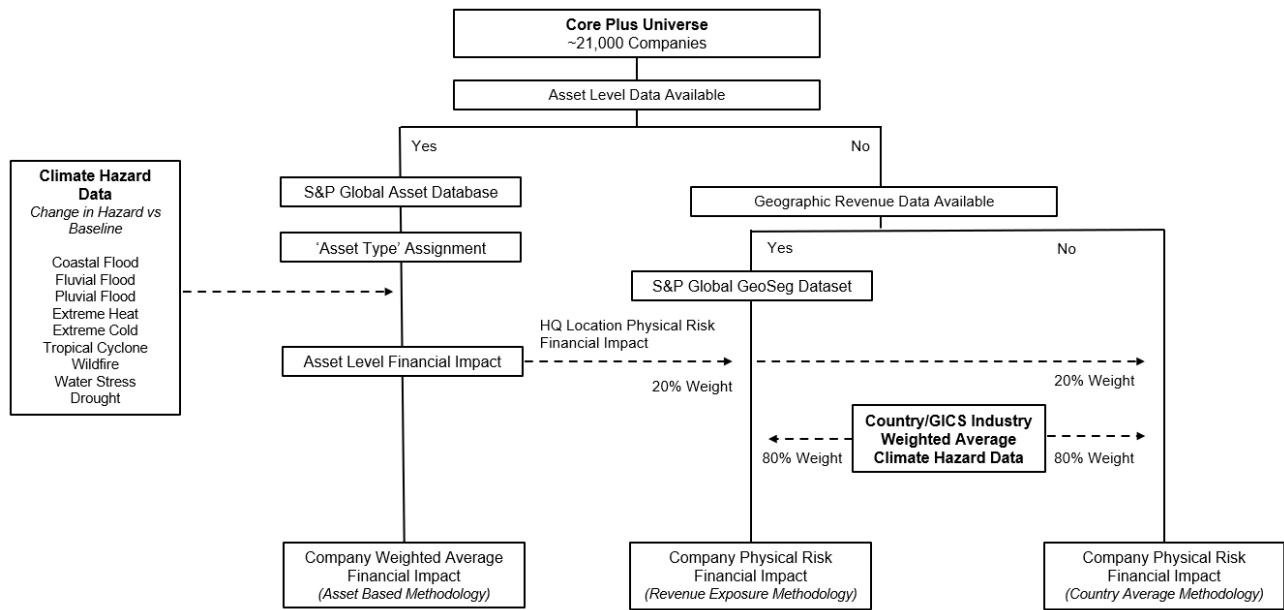 Core Plus Universe
~21,000 Companies
Asset Level Data Available
Yes
No
Climate Hazard
Data
Change in Hazard vs
Baseline
Coastal Flood
Fluvial Flood
Pluvial Flood
Extreme Heat
Extreme Cold
Tropical Cyclone
Wildfire
Water Stress
Drought
S&P Global Asset Database
Geographic Revenue Data Available
‘Asset Type’ Assignment
Yes
No
S&P Global GeoSeg Dataset
HQ Location Physical Risk
Financial Impact
Asset Level Financial Impact
20% Weight
20% Weight
Country/GICS Industry
Weighted Average
Climate Hazard Data
80% Weight
80% Weight
Company Weighted Average
Financial Impact
(Asset Based Methodology)
Company Physical Risk
Financial Impact
(Revenue Exposure Methodology)
Company Physical Risk
Financial Impact
(Country Average Methodology)